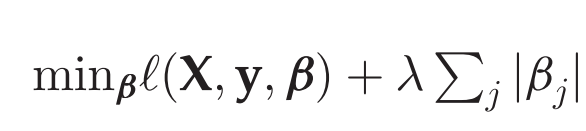 min_𝛃 ℓ(𝐗, 𝐲, 𝛃) + λ ∑_j |β_j|